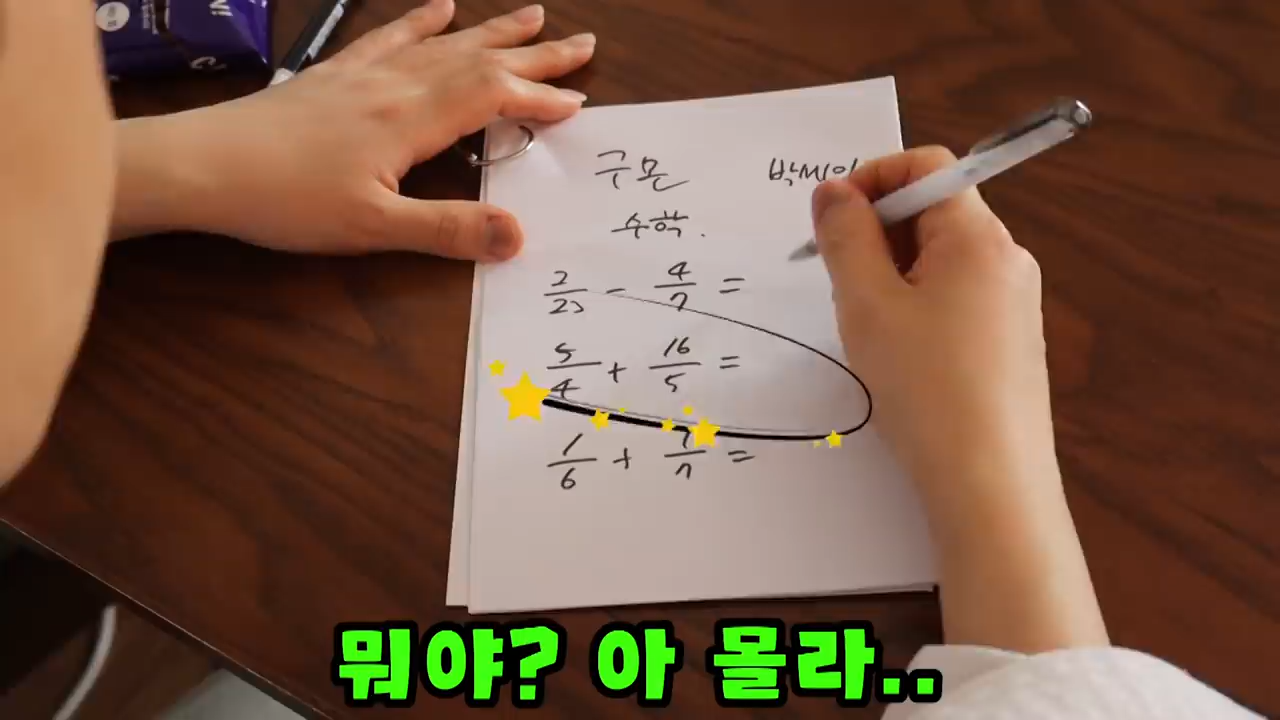 구몬 박씨
수학.
2/23 - 4/7 =
5/4 + 16/5 =
1/6 + 7/7 =
뭐야? 아 몰라..